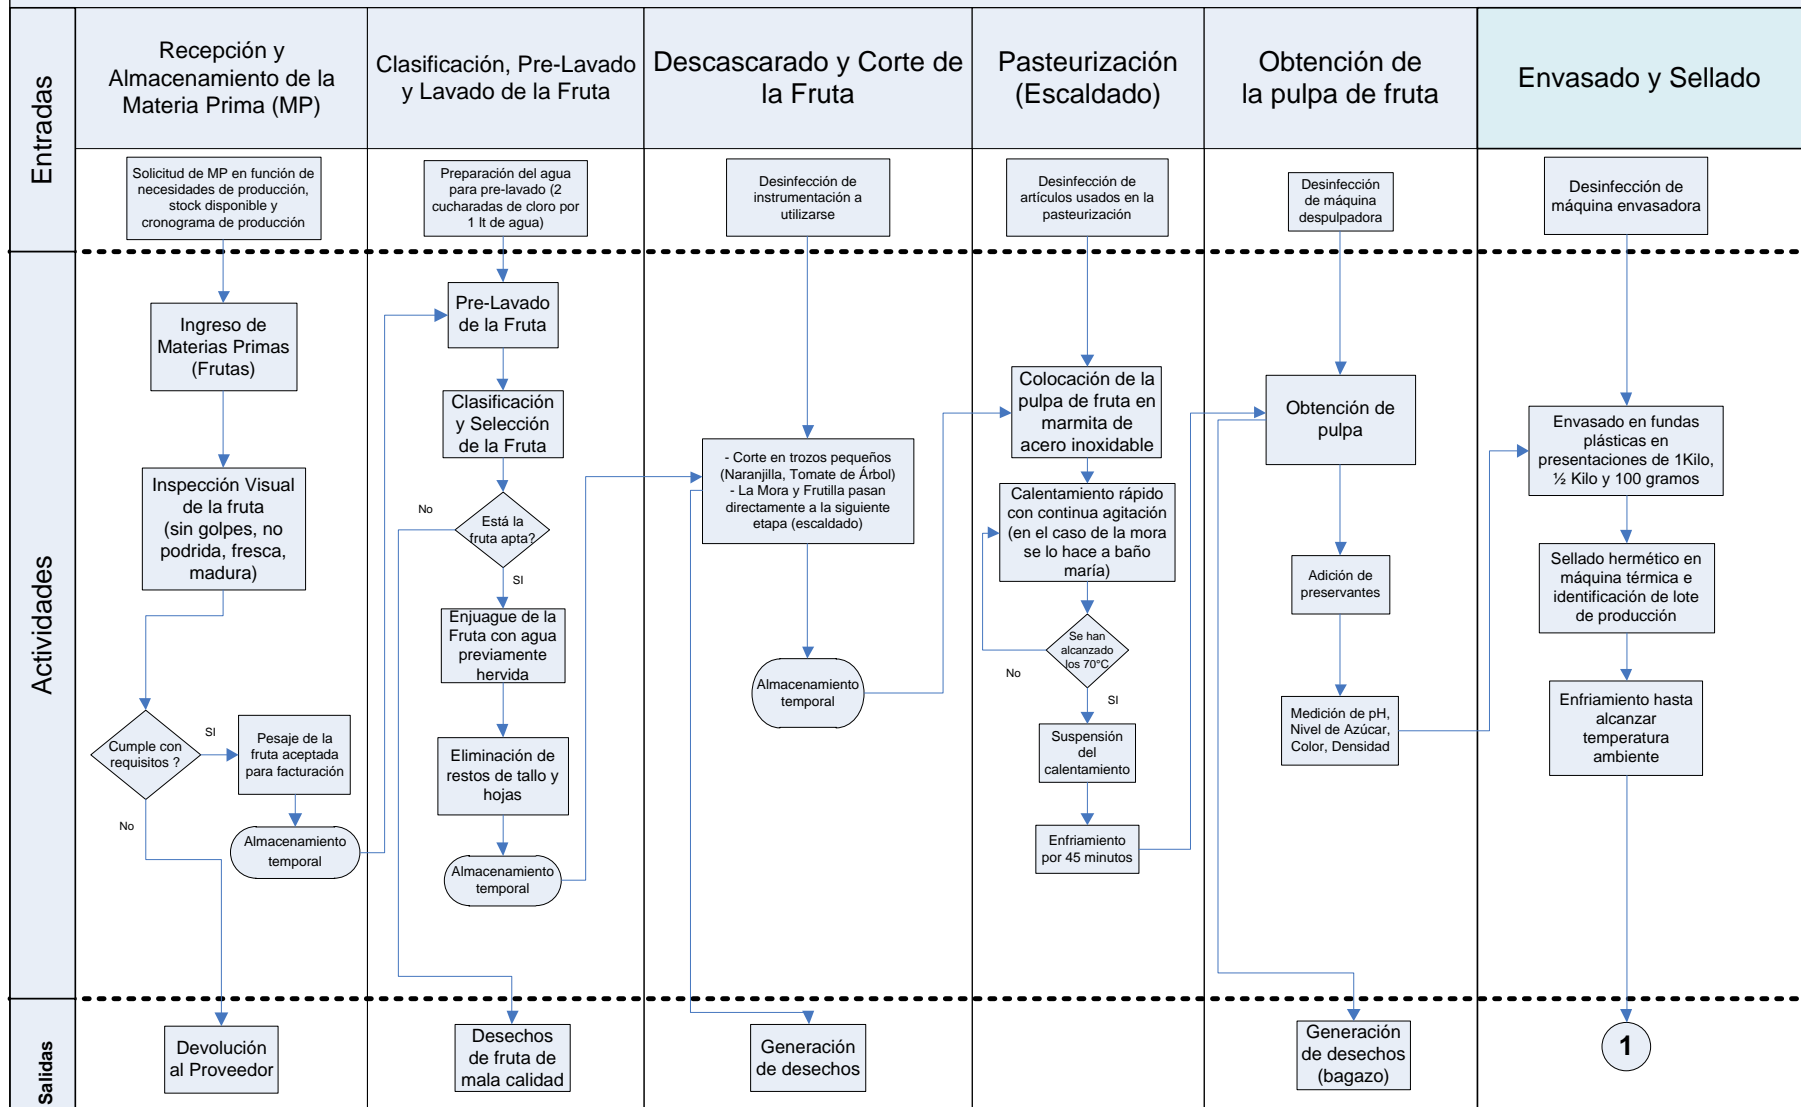 Entradas
Recepción y
Almacenamiento de la
Materia Prima (MP)
Clasificación, Pre-Lavado
y Lavado de la Fruta
Descascarado y Corte de
la Fruta
Pasteurización
(Escaldado)
Obtención de
la pulpa de fruta
Envasado y Sellado
Solicitud de MP en función de
necesidades de producción,
stock disponible y
cronograma de producción
Preparación del agua
para pre-lavado (2
cucharadas de cloro por
1 lt de agua)
Desinfección de
instrumentación a
utilizarse
Desinfección de
artículos usados en la
pasteurización
Desinfección
de máquina
despulpadora
Desinfección de
máquina envasadora
Actividades
Ingreso de
Materias Primas
(Frutas)
Inspección Visual
de la fruta
(sin golpes, no
podrida, fresca,
madura)
Cumple con
requisitos ?
SI
No
Pesaje de la
fruta aceptada
para facturación
Almacenamiento
temporal
Pre-Lavado
de la Fruta
Clasificación
y Selección
de la Fruta
No
Está la
fruta apta?
SI
Enjuague de la
Fruta con agua
previamente
hervida
Eliminación de
restos de tallo y
hojas
Almacenamiento
temporal
- Corte en trozos pequeños
(Naranjilla, Tomate de Árbol)
- La Mora y Frutilla pasan
directamente a la siguiente
etapa (escaldado)
Almacenamiento
temporal
Colocación de la
pulpa de fruta en
marmita de
acero inoxidable
Calentamiento rápido
con continua agitación
(en el caso de la mora
se lo hace a baño
maría)
Se han
alcanzado
los 70°C
No
SI
Suspensión
del
calentamiento
Enfriamiento
por 45 minutos
Obtención de
pulpa
Adición de
preservantes
Medición de pH,
Nivel de Azúcar,
Color, Densidad
Envasado en fundas
plásticas en
presentaciones de 1Kilo,
½ Kilo y 100 gramos
Sellado hermético en
máquina térmica e
identificación de lote
de producción
Enfriamiento hasta
alcanzar
temperatura
ambiente
Salidas
Devolución
al Proveedor
Desechos
de fruta de
mala calidad
Generación
de desechos
Generación
de desechos
(bagazo)
1